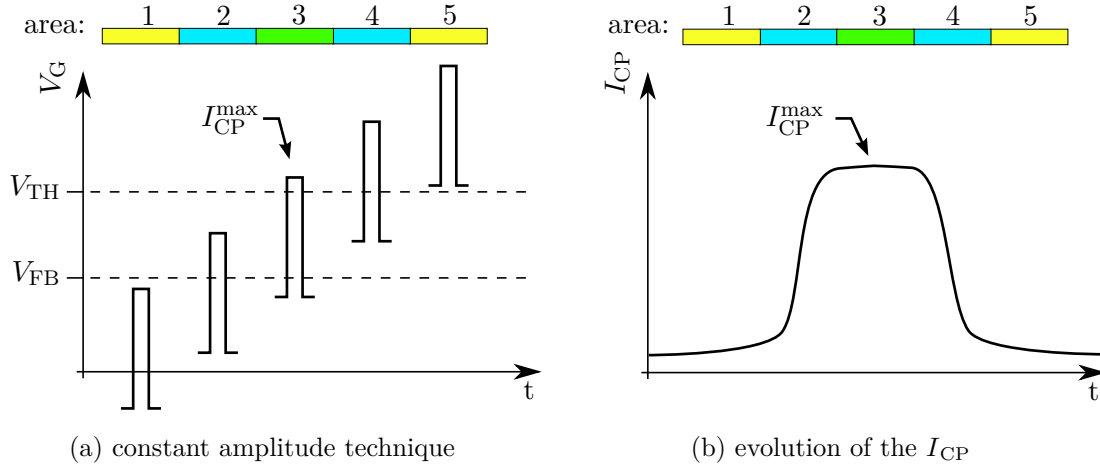 area: 1 2 3 4 5
V_G
I_CP^max
V_TH
V_FB
t
(a) constant amplitude technique
area: 1 2 3 4 5
I_CP
I_CP^max
t
(b) evolution of the I_CP